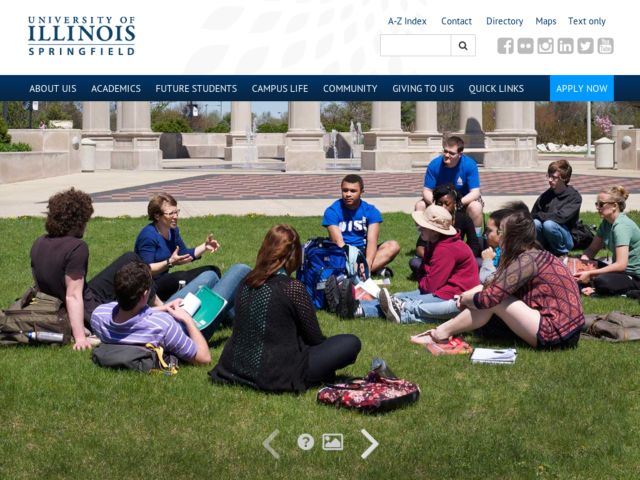 UNIVERSITY OF
ILLINOIS
SPRINGFIELD
A-Z Index Contact Directory Maps Text only
ABOUT UIS ACADEMICS FUTURE STUDENTS CAMPUS LIFE COMMUNITY GIVING TO UIS QUICK LINKS APPLY NOW
UIS
?